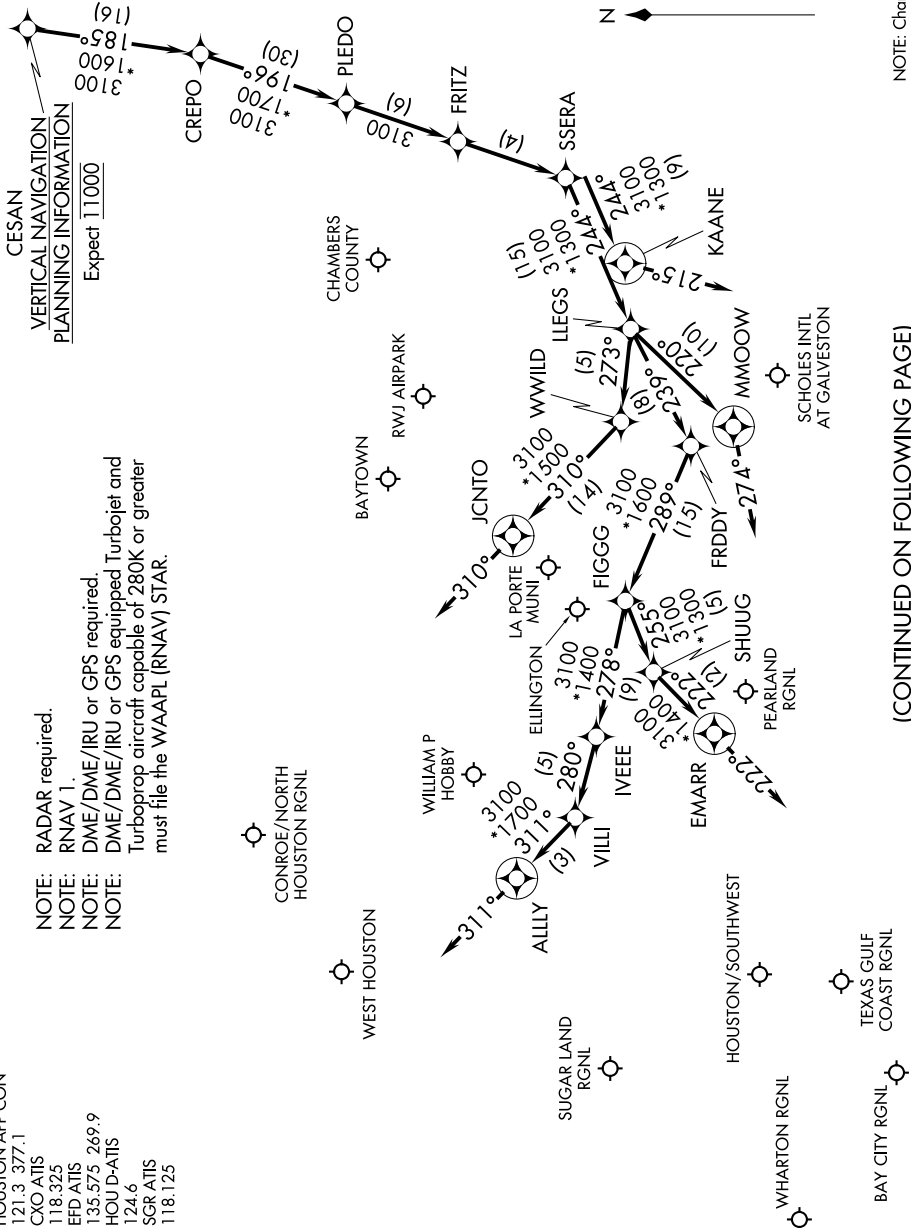 HOUSTON APP CON
121.3 377.1
CXO ATIS
118.325
EFD ATIS
135.575 269.9
HOU D-ATIS
124.6
SGR ATIS
118.125
NOTE: RADAR required.
NOTE: RNAV 1.
NOTE: DME/DME/IRU or GPS required.
NOTE: DME/DME/IRU or GPS equipped Turbojet and
Turboprop aircraft capable of 280K or greater
must file the WAAPL (RNAV) STAR.
CESAN
VERTICAL NAVIGATION
PLANNING INFORMATION
Expect 11000
3100
*1600
185°
(16)
CREPO
3100
*1700
196°
(30)
PLEDO
3100
(6)
FRITZ
(4)
SSERA
244°
3100
*1300
(9)
KAANE
215°
(15)
3100
*1300
244°
LLEGS
(5)
273°
WWILD
3100
*1500
310°
(14)
JCNTO
310°
239°
(8)
FRDDY
220°
(10)
MMOOW
274°
3100
*1600
289°
(15)
FIGGG
3100
*1400
278°
(9)
IVEEE
(5)
280°
VILLI
3100
*1700
311°
(3)
ALLLY
311°
255°
3100
*1300
(5)
SHUUG
3100
*1400
222°
(2)
EMARR
222°
CHAMBERS
COUNTY
RWJ AIRPARK
BAYTOWN
LA PORTE
MUNI
ELLINGTON
WILLIAM P
HOBBY
CONROE/NORTH
HOUSTON RGNL
WEST HOUSTON
SUGAR LAND
RGNL
PEARLAND
RGNL
SCHOLES INTL
AT GALVESTON
HOUSTON/SOUTHWEST
TEXAS GULF
COAST RGNL
WHARTON RGNL
BAY CITY RGNL
N
NOTE:
(CONTINUED ON FOLLOWING PAGE)